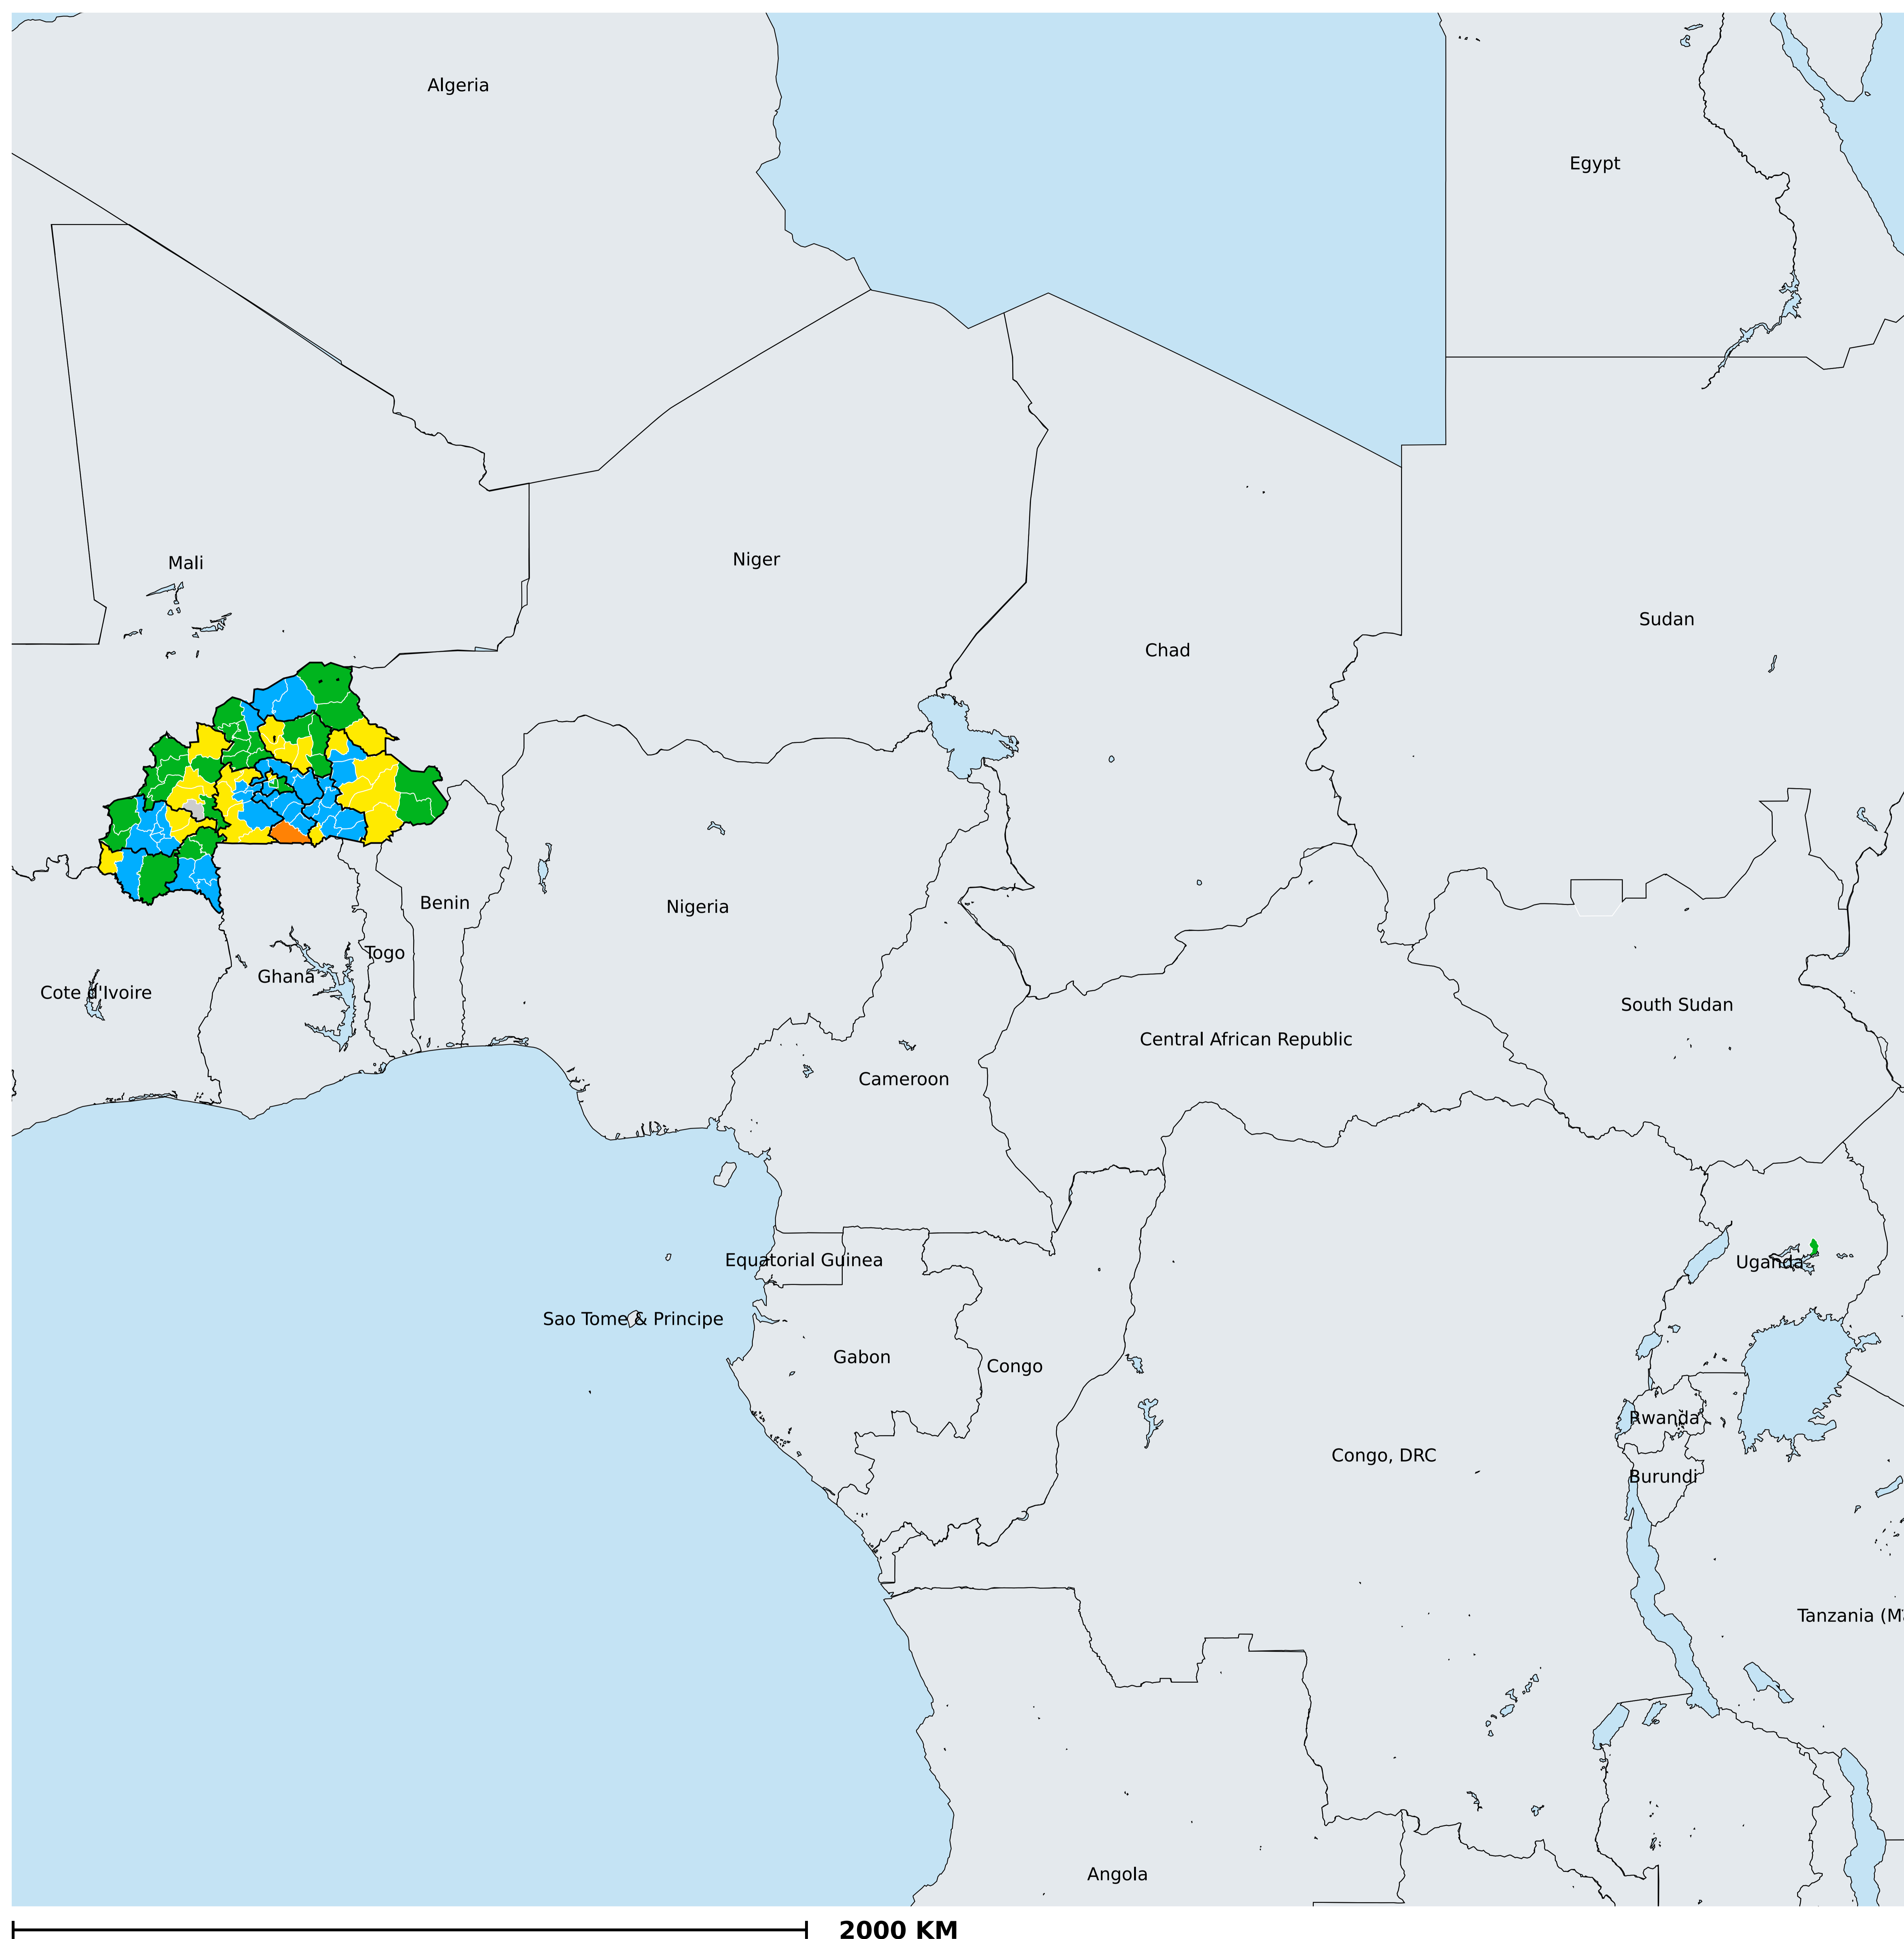 Algeria
Egypt
Mali
Niger
Sudan
Chad
Benin
Nigeria
Togo
Ghana
Cote d'Ivoire
South Sudan
Central African Republic
Cameroon
Equatorial Guinea
Uganda
Sao Tome & Principe
Gabon
Congo
Rwanda
Congo, DRC
Burundi
Tanzania (M
Angola
2000 KM